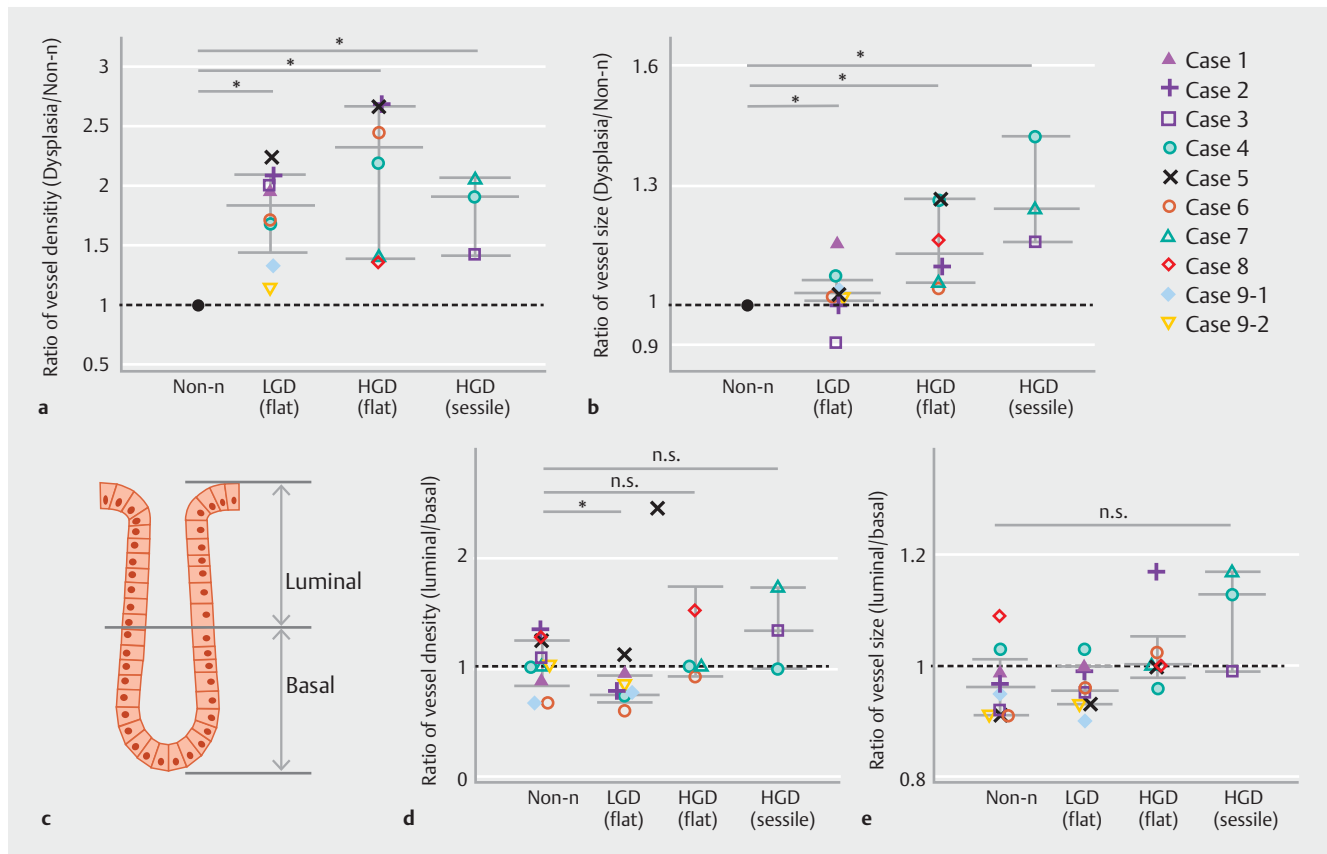 Ratio of vessel densitiy (Dysplasia/Non-n)
3
2.5
2
1.5
1
0.5
*
*
*
Non-n
LGD
(flat)
HGD
(flat)
HGD
(sessile)
a
Ratio of vessel size (Dysplasia/Non-n)
1.6
1.3
1
0.9
*
*
*
Non-n
LGD
(flat)
HGD
(flat)
HGD
(sessile)
b
Case 1
Case 2
Case 3
Case 4
Case 5
Case 6
Case 7
Case 8
Case 9-1
Case 9-2
Luminal
Basal
c
Ratio of vessel dnesity (luminal/basal)
2
1
0
n.s.
n.s.
*
Non-n
LGD
(flat)
HGD
(flat)
HGD
(sessile)
d
Ratio of vessel size (luminal/basal)
1.2
1
0.8
n.s.
Non-n
LGD
(flat)
HGD
(flat)
HGD
(sessile)
e